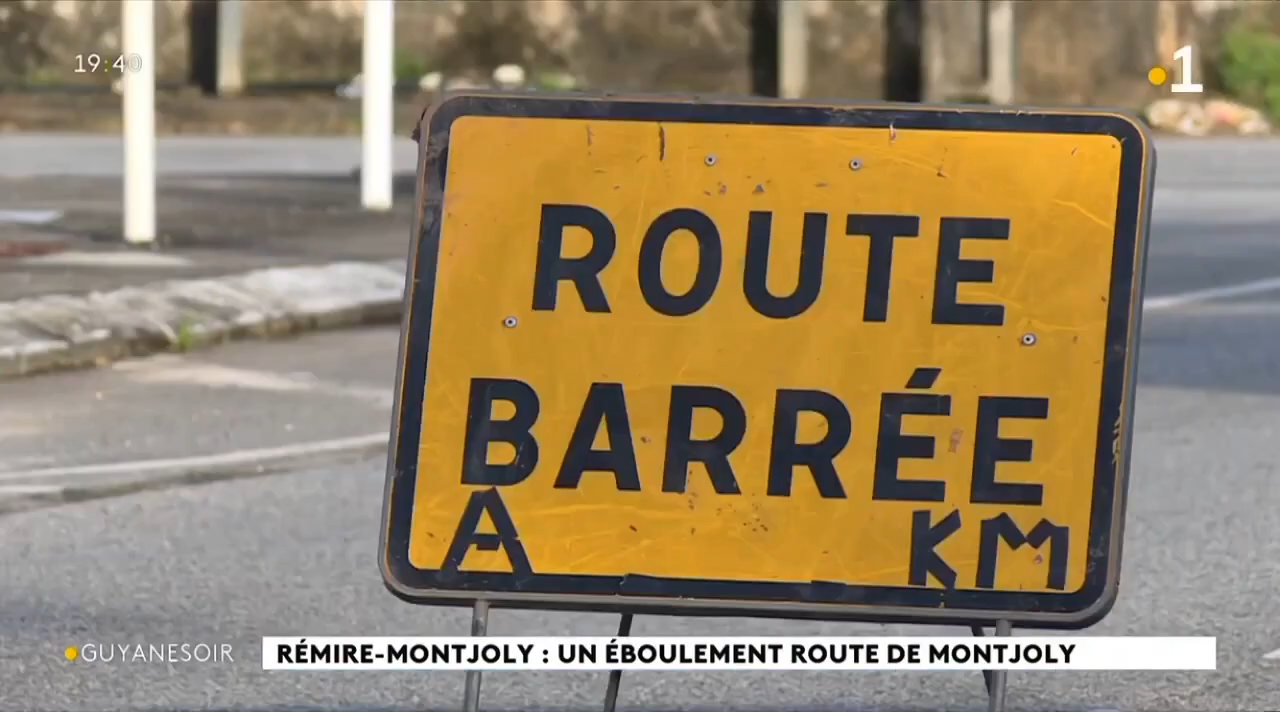 19:40
1
ROUTE
BARRÉE
A KM
GUYANESOIR
RÉMIRE-MONTJOLY : UN ÉBOULEMENT ROUTE DE MONTJOLY